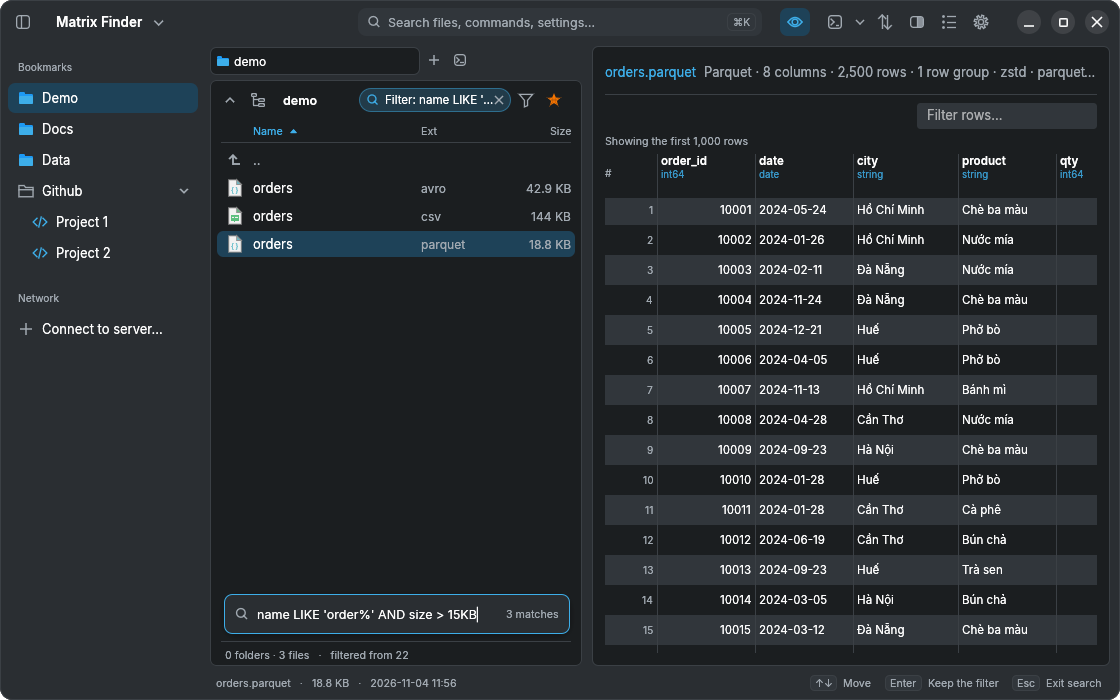 Matrix Finder
Search files, commands, settings... ⌘K
Bookmarks
Demo
Docs
Data
Github
Project 1
Project 2
Network
Connect to server...
demo
demo
Filter: name LIKE '...
Name Ext Size
..
orders avro 42.9 KB
orders csv 144 KB
orders parquet 18.8 KB
name LIKE 'order%' AND size > 15KB 3 matches
0 folders · 3 files · filtered from 22
orders.parquet Parquet · 8 columns · 2,500 rows · 1 row group · zstd · parquet...
Filter rows...
Showing the first 1,000 rows
# order_id date city product qty
int64 date string string int64
1 10001 2024-05-24 Hồ Chí Minh Chè ba màu
2 10002 2024-01-26 Hồ Chí Minh Nước mía
3 10003 2024-02-11 Đà Nẵng Nước mía
4 10004 2024-11-24 Đà Nẵng Chè ba màu
5 10005 2024-12-21 Huế Phở bò
6 10006 2024-04-05 Huế Phở bò
7 10007 2024-11-13 Hồ Chí Minh Bánh mì
8 10008 2024-04-28 Cần Thơ Nước mía
9 10009 2024-09-23 Hà Nội Chè ba màu
10 10010 2024-01-28 Huế Phở bò
11 10011 2024-01-28 Cần Thơ Cà phê
12 10012 2024-06-19 Cần Thơ Bún chả
13 10013 2024-09-23 Huế Trà sen
14 10014 2024-03-05 Hà Nội Bún chả
15 10015 2024-03-12 Đà Nẵng Chè ba màu
orders.parquet · 18.8 KB · 2026-11-04 11:56
↑↓ Move Enter Keep the filter Esc Exit search